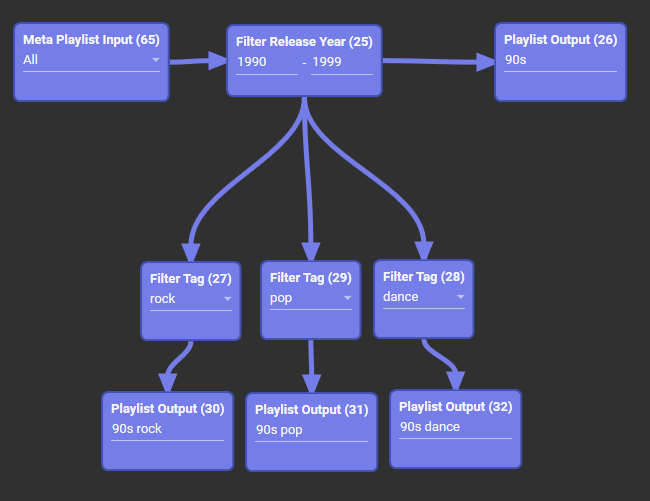 Meta Playlist Input (65)
All
Filter Release Year (25)
1990 - 1999
Playlist Output (26)
90s
Filter Tag (27)
rock
Filter Tag (29)
pop
Filter Tag (28)
dance
Playlist Output (30)
90s rock
Playlist Output (31)
90s pop
Playlist Output (32)
90s dance